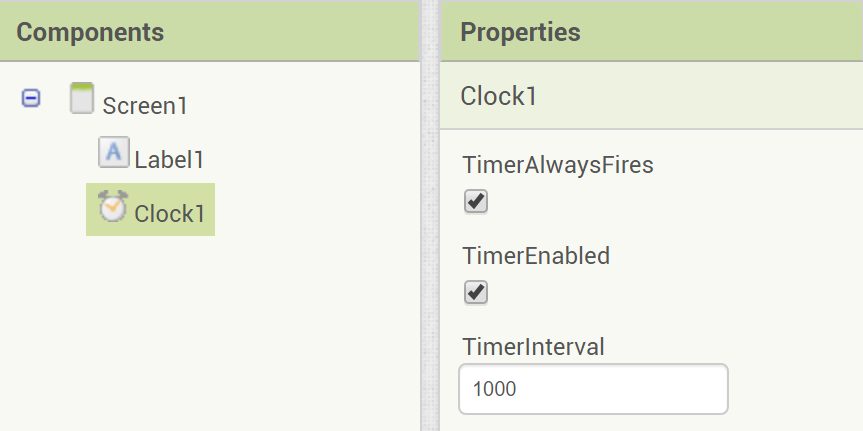 Components
Screen1
A Label1
Clock1
Properties
Clock1
TimerAlwaysFires
TimerEnabled
TimerInterval
1000